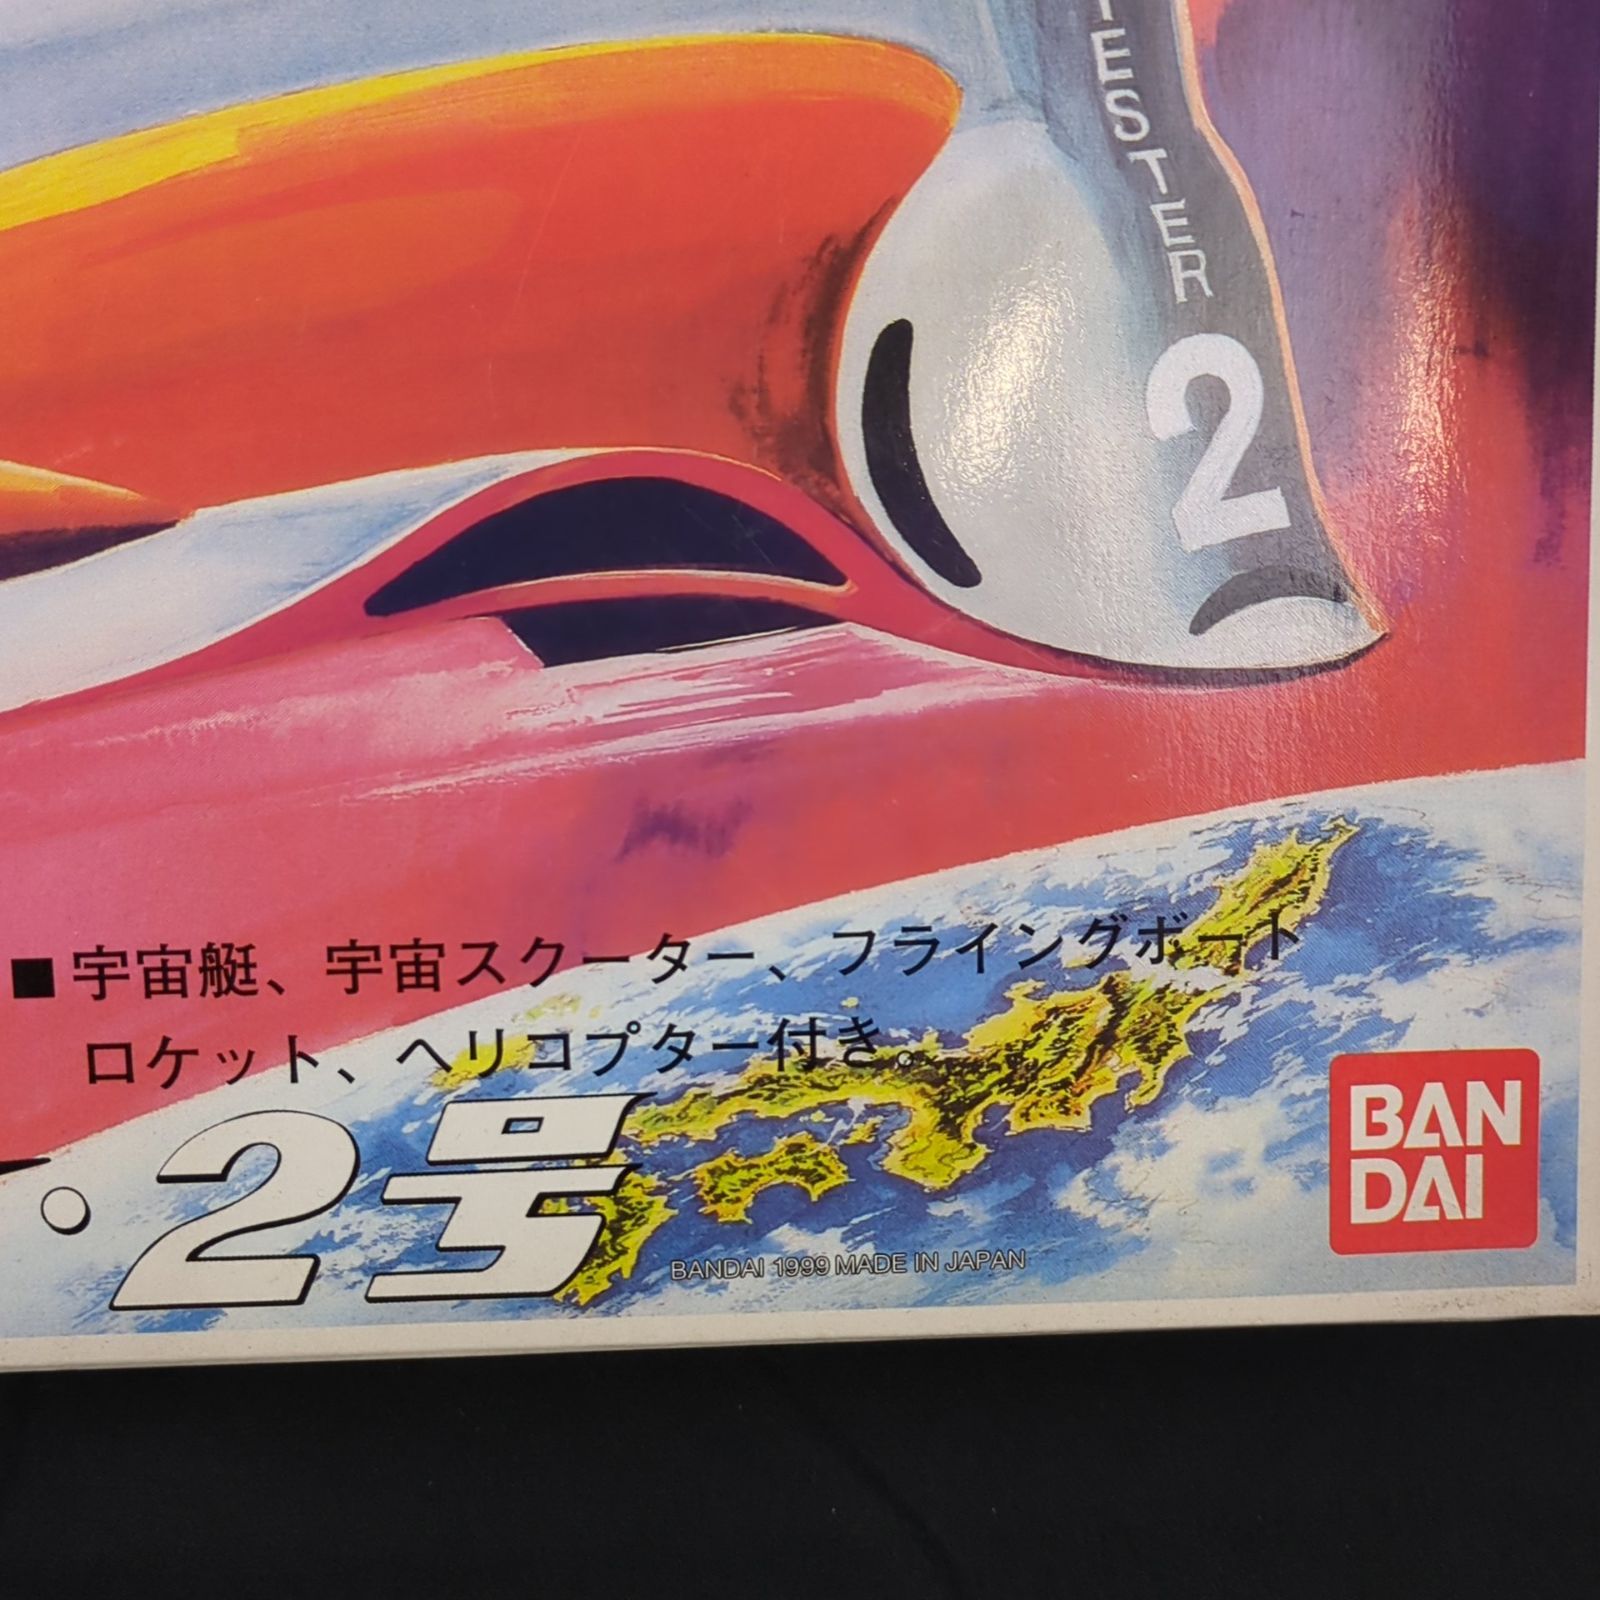 ESTER
2
■宇宙艇、宇宙スクーター、フライングボート
ロケット、ヘリコプター付き。
・2号
BANDAI 1999 MADE IN JAPAN
BAN
DAI